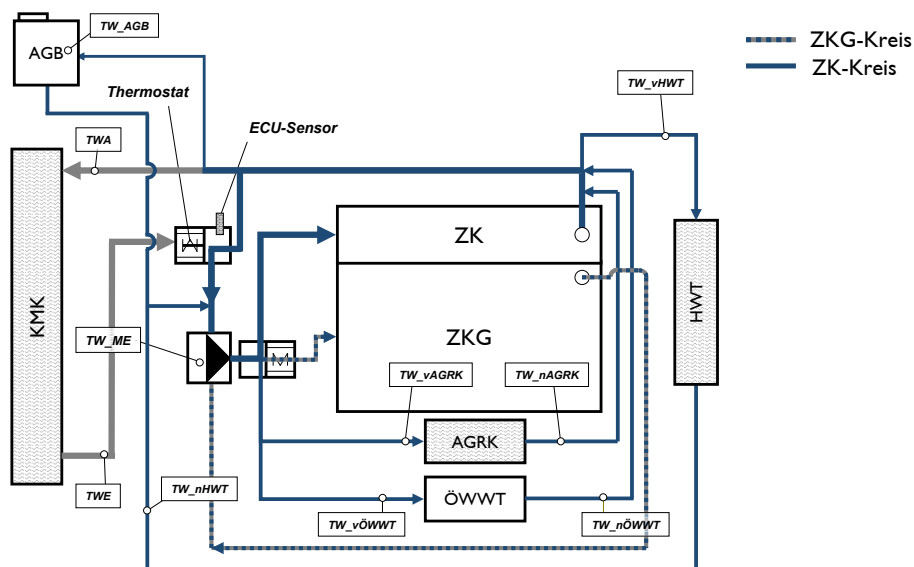 TW_AGB
AGB
ZKG-Kreis
ZK-Kreis
TW_vHWT
Thermostat
ECU-Sensor
TWA
ZK
KMK
HWT
ZKG
TW_ME
M
TW_vAGRK
TW_nAGRK
AGRK
TWE
TW_nHWT
ÖWWT
TW_vÖWWT
TW_nÖWWT